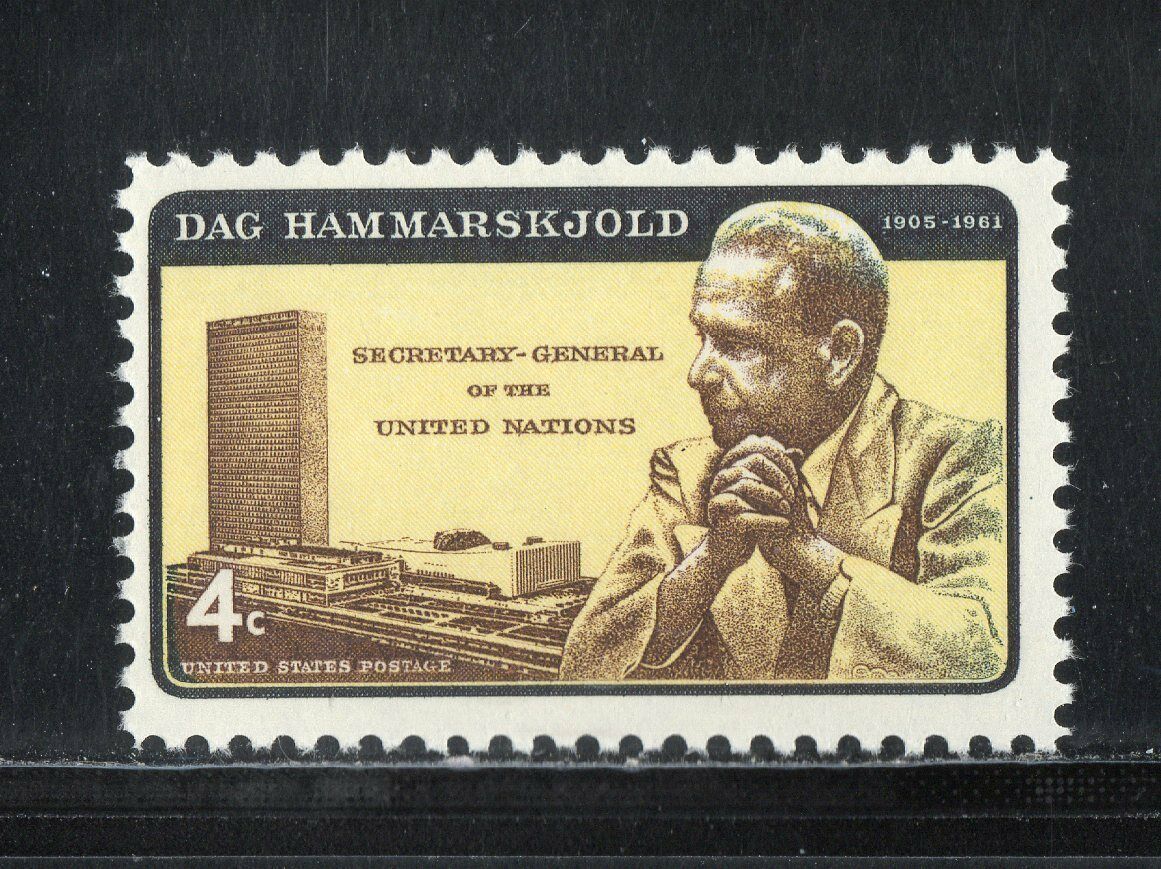 DAG HAMMARSKJOLD
1905-1961
SECRETARY-GENERAL
OF THE
UNITED NATIONS
4c
UNITED STATES POSTAGE